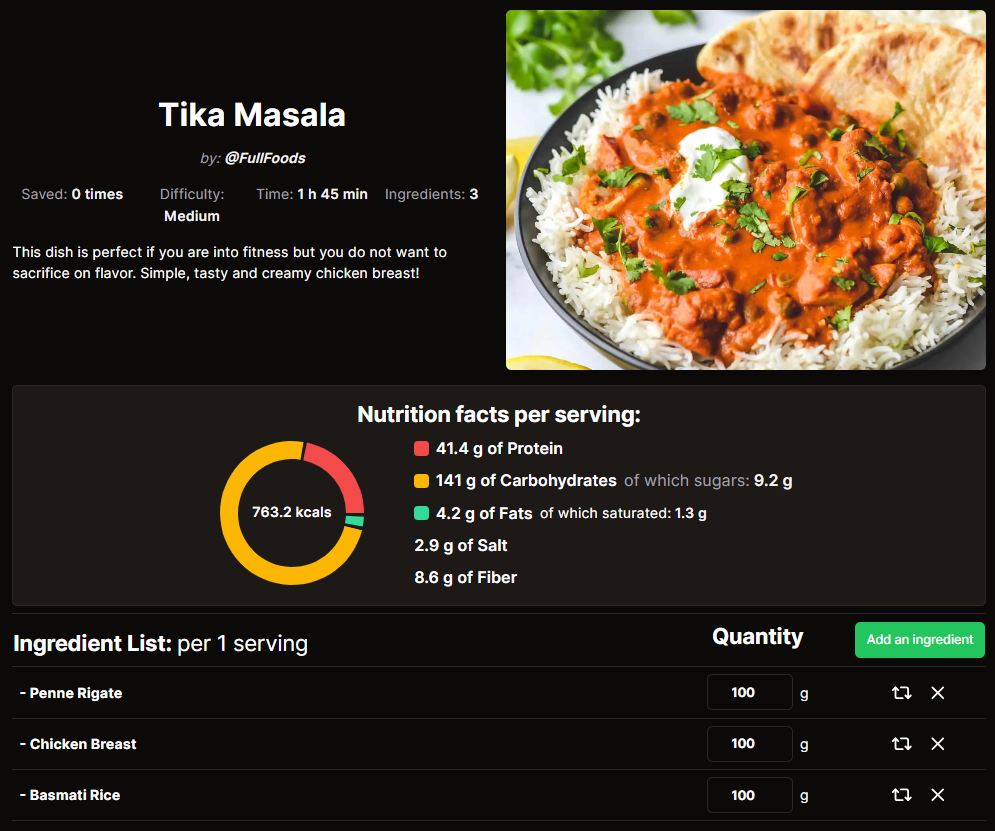 Tika Masala
by: @FullFoods
Saved: 0 times Difficulty: Medium Time: 1 h 45 min Ingredients: 3
This dish is perfect if you are into fitness but you do not want to
sacrifice on flavor. Simple, tasty and creamy chicken breast!
Nutrition facts per serving:
763.2 kcals
41.4 g of Protein
141 g of Carbohydrates of which sugars: 9.2 g
4.2 g of Fats of which saturated: 1.3 g
2.9 g of Salt
8.6 g of Fiber
Ingredient List: per 1 serving Quantity Add an ingredient
- Penne Rigate 100 g
- Chicken Breast 100 g
- Basmati Rice 100 g